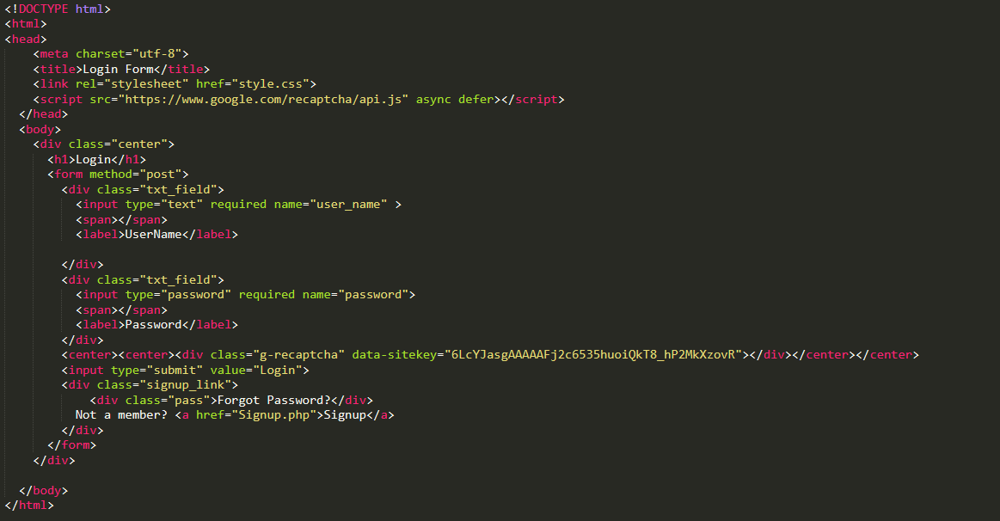 <!DOCTYPE html>
<html>
<head>
<meta charset="utf-8">
<title>Login Form</title>
<link rel="stylesheet" href="style.css">
<script src="https://www.google.com/recaptcha/api.js" async defer></script>
</head>
<body>
<div class="center">
<h1>Login</h1>
<form method="post">
<div class="txt_field">
<input type="text" required name="user_name" >
<span></span>
<label>UserName</label>
</div>
<div class="txt_field">
<input type="password" required name="password">
<span></span>
<label>Password</label>
</div>
<center><center><div class="g-recaptcha" data-sitekey="6LcYJasgAAAAAFj2c6535huoiQkT8_hP2MkXzovR"></div></center></center>
<input type="submit" value="Login">
<div class="signup_link">
<div class="pass">Forgot Password?</div>
Not a member? <a href="Signup.php">Signup</a>
</div>
</form>
</div>
</body>
</html>